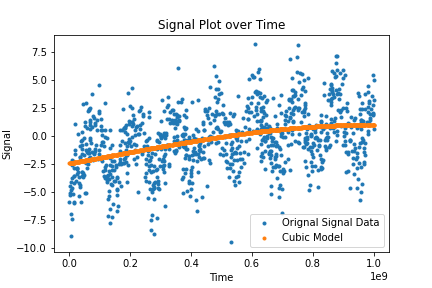 Signal Plot over Time
Signal
7.5
5.0
2.5
0.0
−2.5
−5.0
−7.5
−10.0
Orignal Signal Data
Cubic Model
0.0 0.2 0.4 0.6 0.8 1.0
Time
1e9